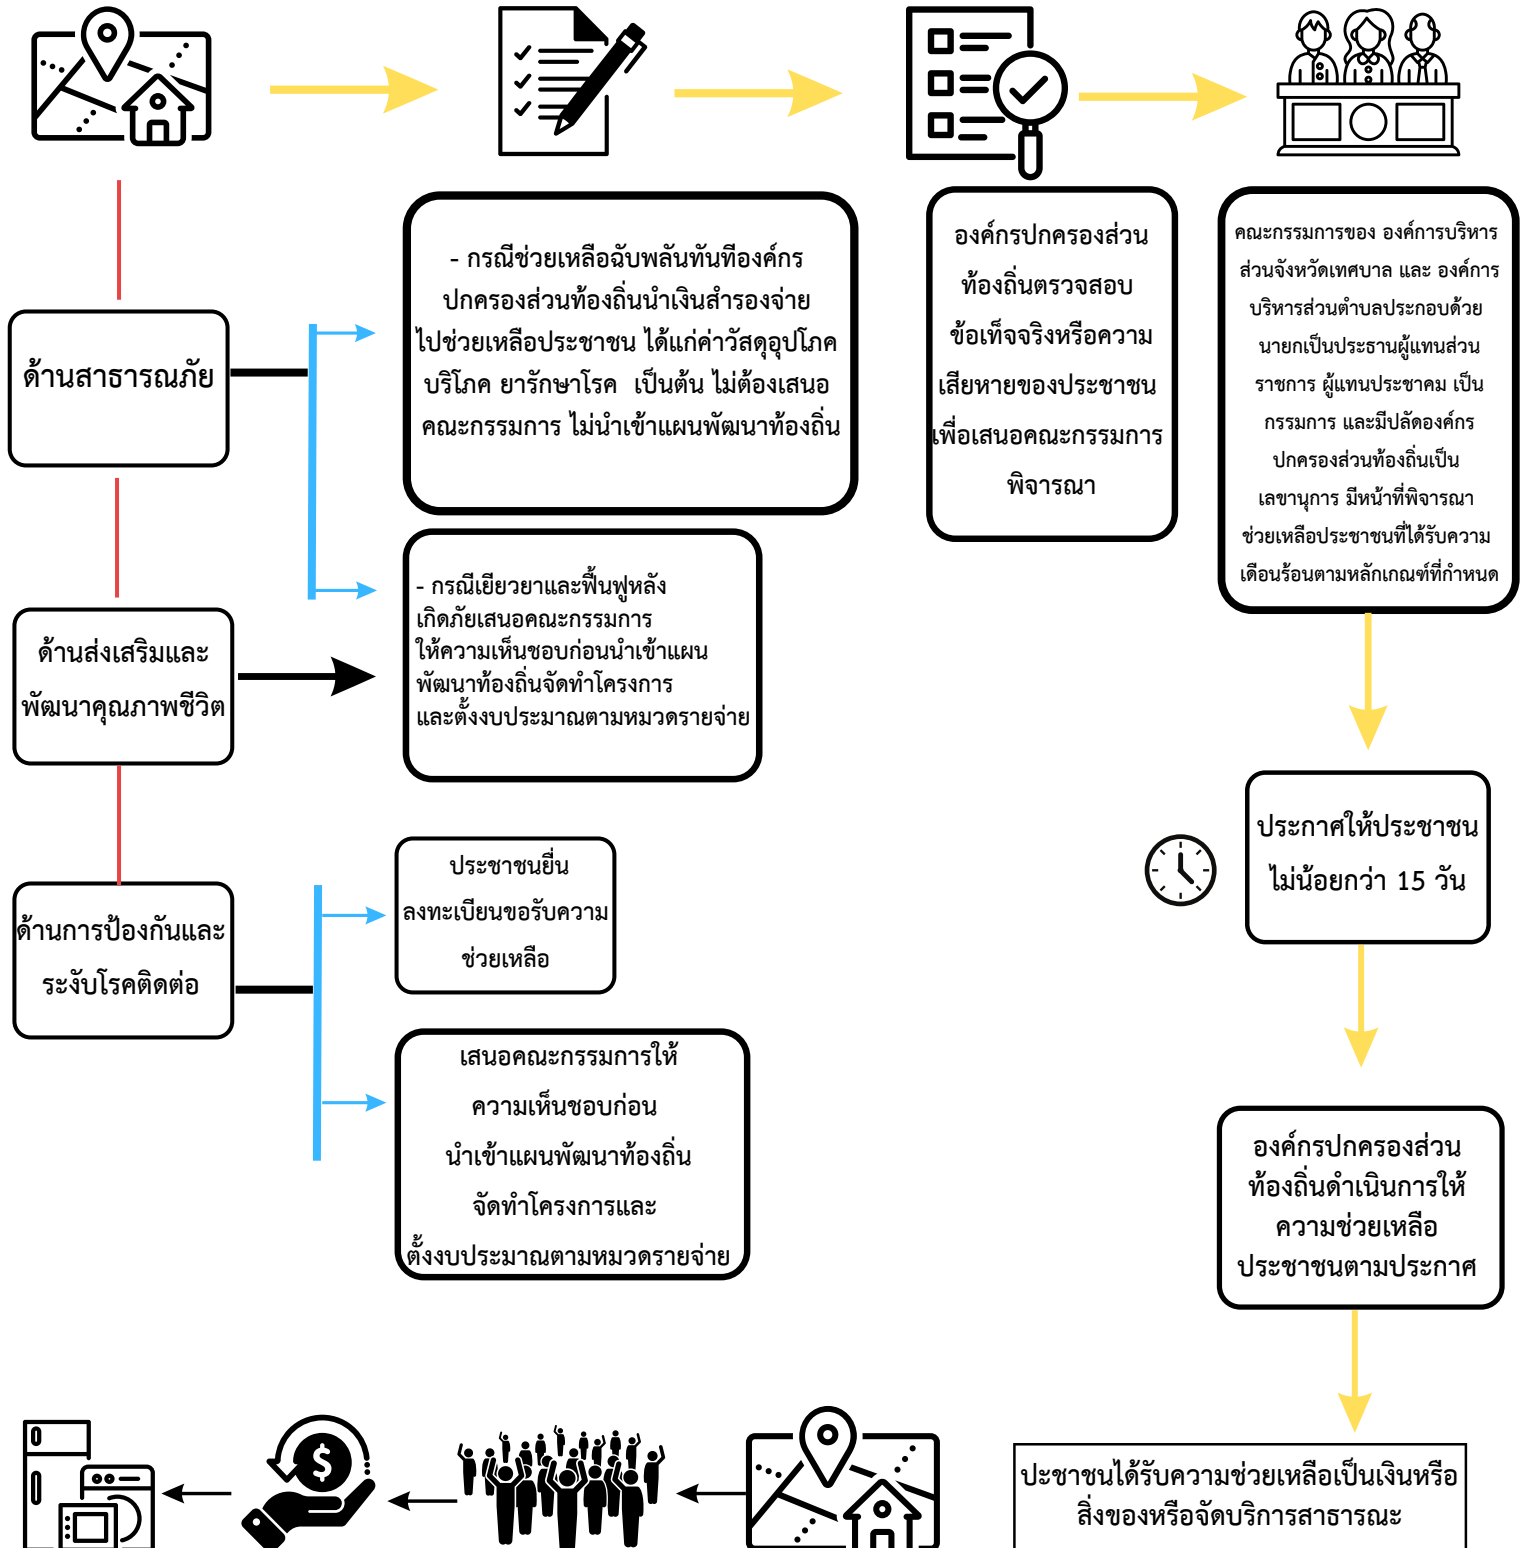 ด้านสาธารณภัย
- กรณีช่วยเหลือฉับพลันทันทีองค์กร
ปกครองส่วนท้องถิ่นนำเงินสำรองจ่าย
ไปช่วยเหลือประชาชน ได้แก่ค่าวัสดุอุปโภค
บริโภค ยารักษาโรค เป็นต้น ไม่ต้องเสนอ
คณะกรรมการ ไม่นำเข้าแผนพัฒนาท้องถิ่น
- กรณีเยียวยาและฟื้นฟูหลัง
เกิดภัยเสนอคณะกรรมการ
ให้ความเห็นชอบก่อนนำเข้าแผน
พัฒนาท้องถิ่นจัดทำโครงการ
และตั้งงบประมาณตามหมวดรายจ่าย
ด้านส่งเสริมและ
พัฒนาคุณภาพชีวิต
ด้านการป้องกันและ
ระงับโรคติดต่อ
ประชาชนยื่น
ลงทะเบียนขอรับความ
ช่วยเหลือ
เสนอคณะกรรมการให้
ความเห็นชอบก่อน
นำเข้าแผนพัฒนาท้องถิ่น
จัดทำโครงการและ
ตั้งงบประมาณตามหมวดรายจ่าย
องค์กรปกครองส่วน
ท้องถิ่นตรวจสอบ
ข้อเท็จจริงหรือความ
เสียหายของประชาชน
เพื่อเสนอคณะกรรมการ
พิจารณา
คณะกรรมการของ องค์การบริหาร
ส่วนจังหวัดเทศบาล และ องค์การ
บริหารส่วนตำบลประกอบด้วย
นายกเป็นประธานผู้แทนส่วน
ราชการ ผู้แทนประชาคม เป็น
กรรมการ และมีปลัดองค์กร
ปกครองส่วนท้องถิ่นเป็น
เลขานุการ มีหน้าที่พิจารณา
ช่วยเหลือประชาชนที่ได้รับความ
เดือนร้อนตามหลักเกณฑ์ที่กำหนด
ประกาศให้ประชาชน
ไม่น้อยกว่า 15 วัน
องค์กรปกครองส่วน
ท้องถิ่นดำเนินการให้
ความช่วยเหลือ
ประชาชนตามประกาศ
ปะชาชนได้รับความช่วยเหลือเป็นเงินหรือ
สิ่งของหรือจัดบริการสาธารณะ